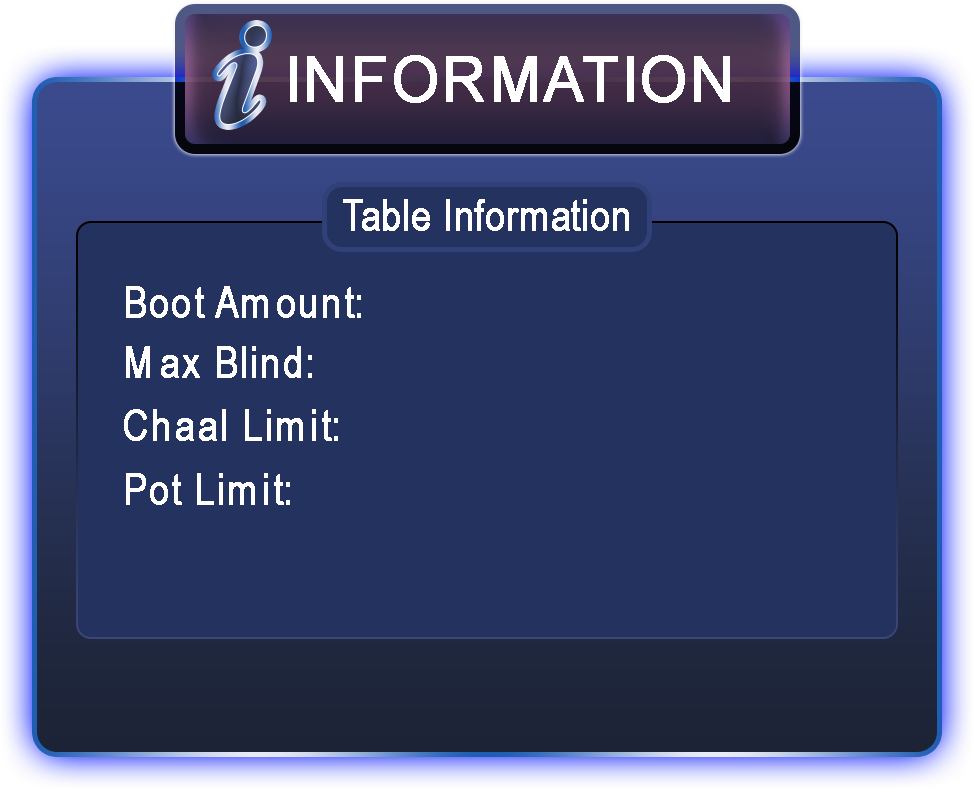 INFORMATION
Table Information
Boot Amount:
Max Blind:
Chaal Limit:
Pot Limit: